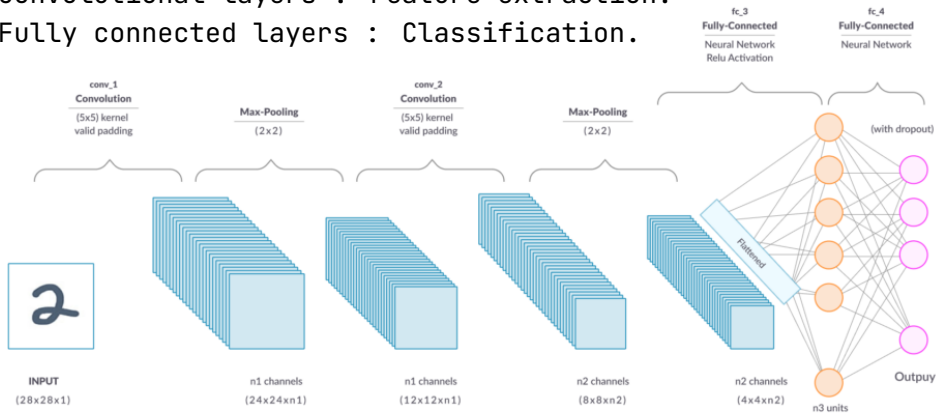 Convolutional layers : Feature extraction.
Fully connected layers : Classification.
fc_3
Fully-Connected
Neural Network
Relu Activation
fc_4
Fully-Connected
Neural Network
conv_1
Convolution
(5x5) kernel
valid padding
Max-Pooling
(2x2)
conv_2
Convolution
(5x5) kernel
valid padding
Max-Pooling
(2x2)
(with dropout)
Flattened
2
INPUT
(28x28x1)
n1 channels
(24x24xn1)
n1 channels
(12x12xn1)
n2 channels
(8x8xn2)
n2 channels
(4x4xn2)
n3 units
Outpuy